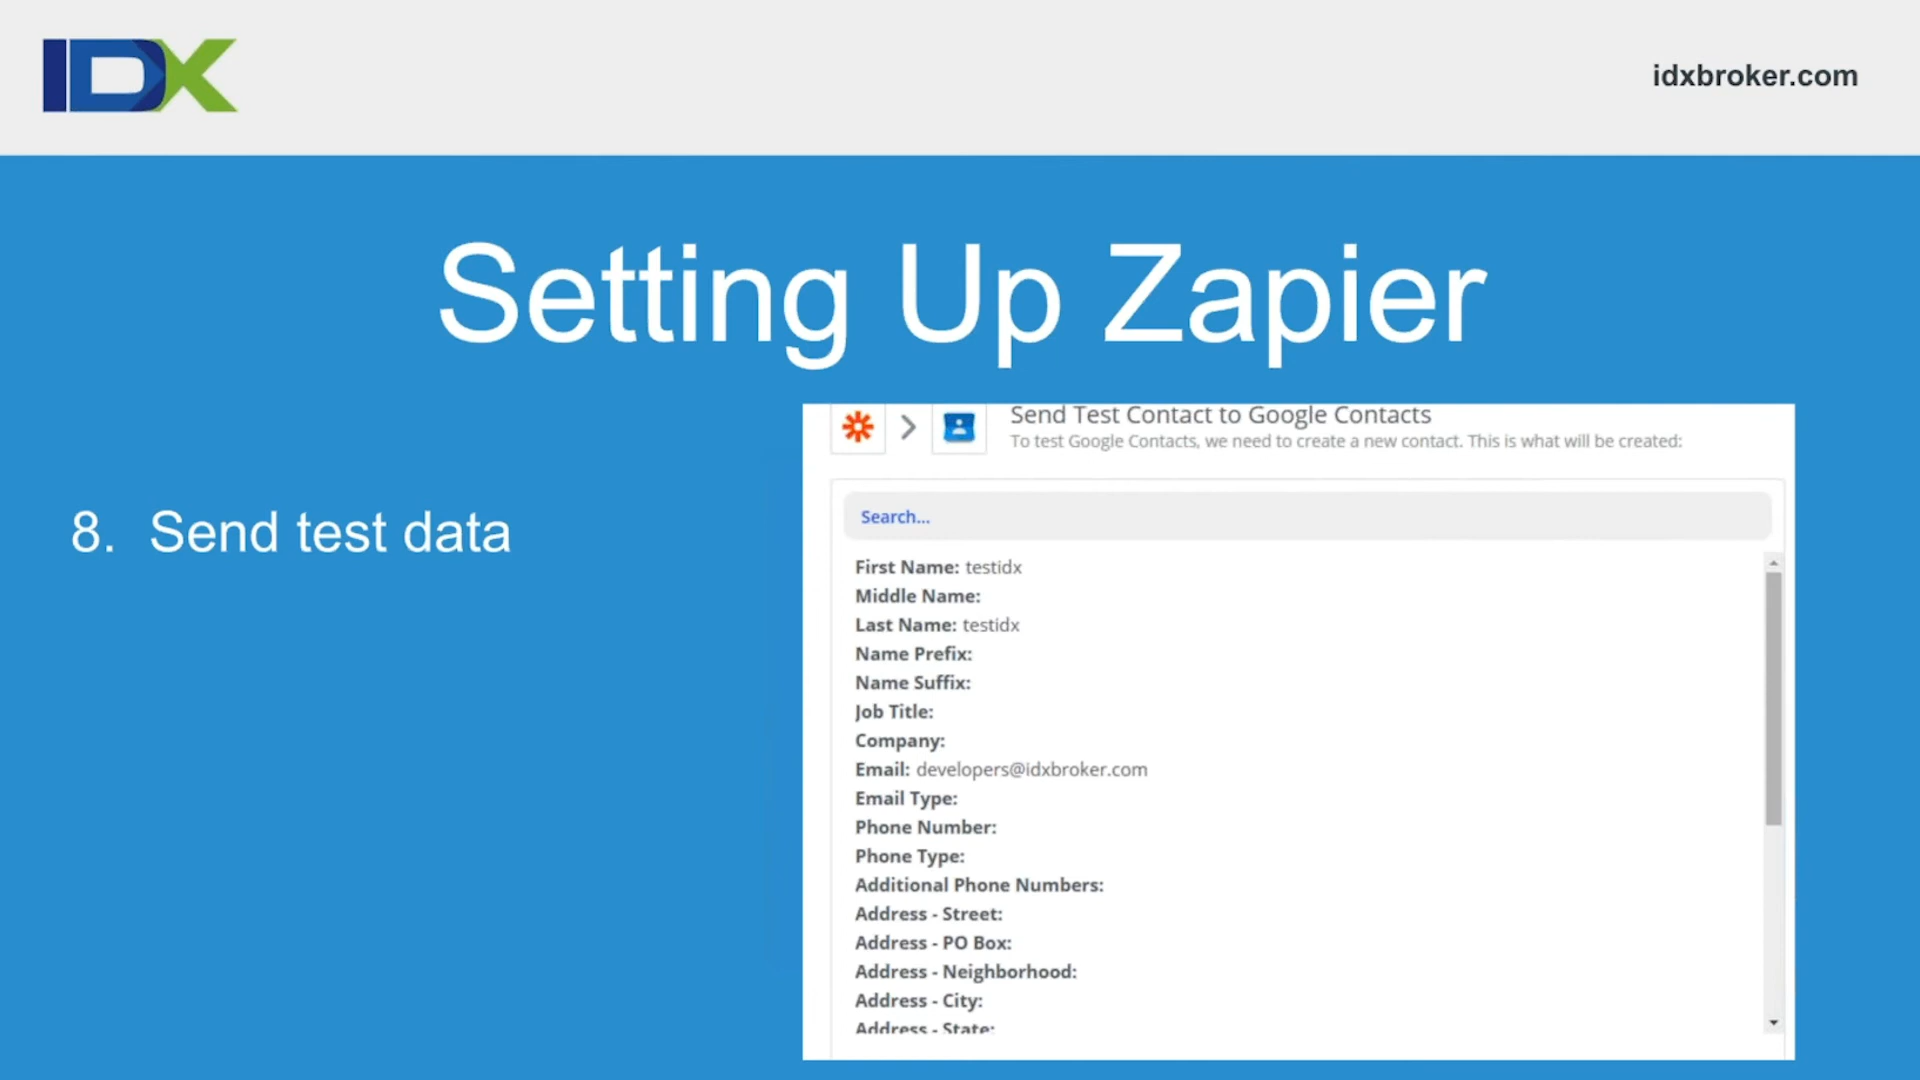 IDX
idxbroker.com
Setting Up Zapier
8. Send test data
Send Test Contact to Google Contacts
To test Google Contacts, we need to create a new contact. This is what will be created:
Search...
First Name: testidx
Middle Name:
Last Name: testidx
Name Prefix:
Name Suffix:
Job Title:
Company:
Email: developers@idxbroker.com
Email Type:
Phone Number:
Phone Type:
Additional Phone Numbers:
Address - Street:
Address - PO Box:
Address - Neighborhood:
Address - City:
Address - State: